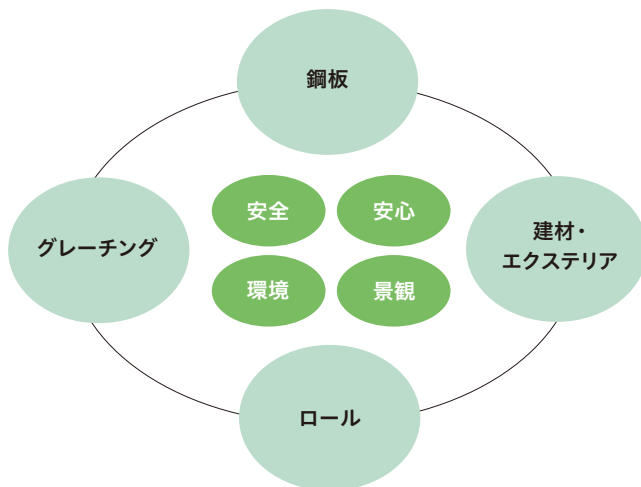 鋼板
安全
安心
グレーチング
建材・
エクステリア
環境
景観
ロール